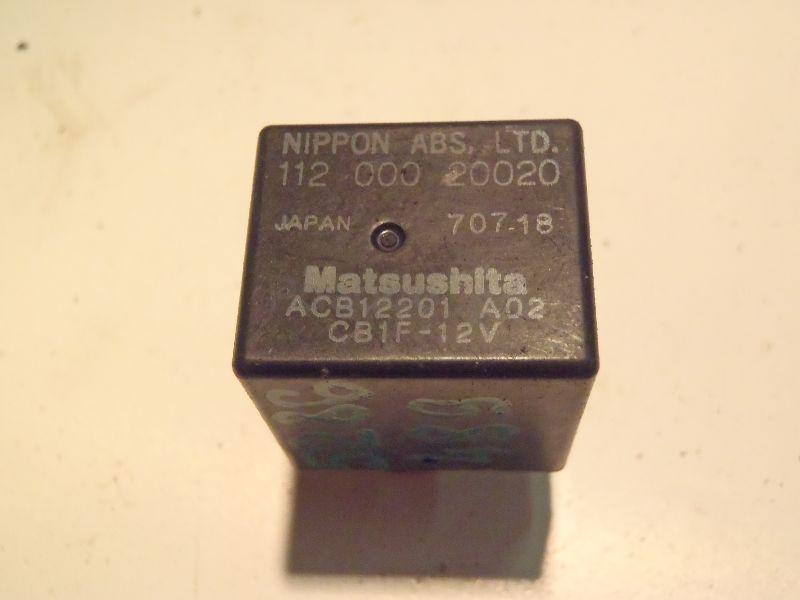 NIPPON ABS, LTD.
112 000 20020
JAPAN 707-18
Matsushita
ACB12201 A02
CB1F-12V